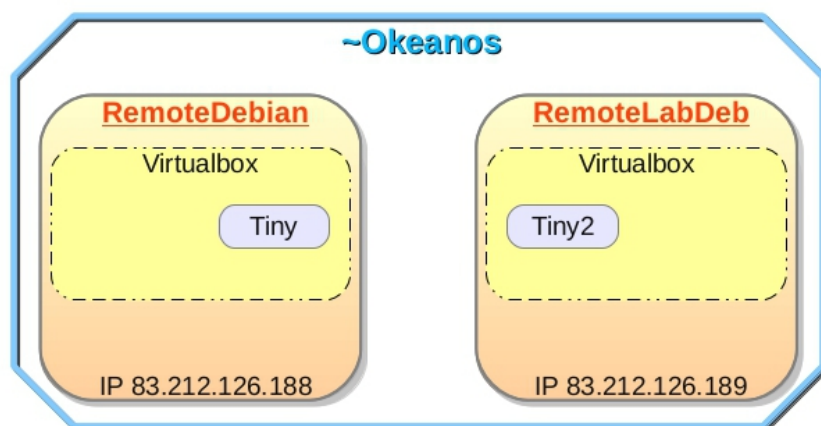 ~Okeanos
RemoteDebian
Virtualbox
Tiny
IP 83.212.126.188
RemoteLabDeb
Virtualbox
Tiny2
IP 83.212.126.189